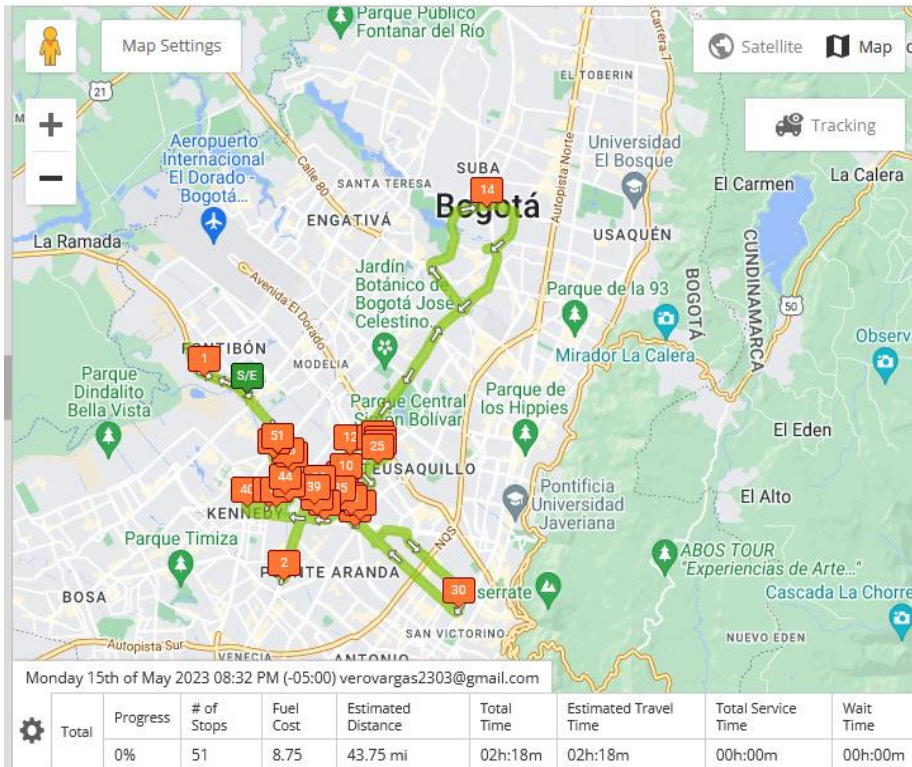 Parque Público
Fontanar del Río
Map Settings
Satellite
Map
Carrera 7
EL TOBERIN
21
Autopista Norte
Tracking
Aeropuerto
Internacional
El Dorado -
Bogotá...
Calle 80
Universidad
El Bosque
SUBA
SANTA TERESA
14
El Carmen
La Calera
Bogotá
ENGATIVÁ
USAQUÉN
La Ramada
CUNDINAMARCA
BOGOTÁ
Avenida El Dorado
Jardín
Botánico de
Bogotá José
Celestino...
Parque de la 93
50
Mirador La Calera
Observa
FONTIBÓN
1
MODELIA
S/E
Parque
Dindalito
Bella Vista
Parque Central
Simón Bolívar
Parque de
los Hippies
51
12
25
El Eden
TEUSAQUILLO
10
44
39
35
40
KENNEDY
Pontificia
Universidad
Javeriana
El Alto
NQS
Parque Timiza
2
PUENTE ARANDA
ABOS TOUR
"Experiencias de Arte..."
BOSA
30
serrate
Cascada La Chorre
SAN VICTORINO
NUEVO EDEN
Autopista Sur
VENECIA
ANTONIO
Monday 15th of May 2023 08:32 PM (-05:00) verovargas2303@gmail.com
Total
Progress
# of Stops
Fuel Cost
Estimated Distance
Total Time
Estimated Travel Time
Total Service Time
Wait Time
0%
51
8.75
43.75 mi
02h:18m
02h:18m
00h:00m
00h:00m